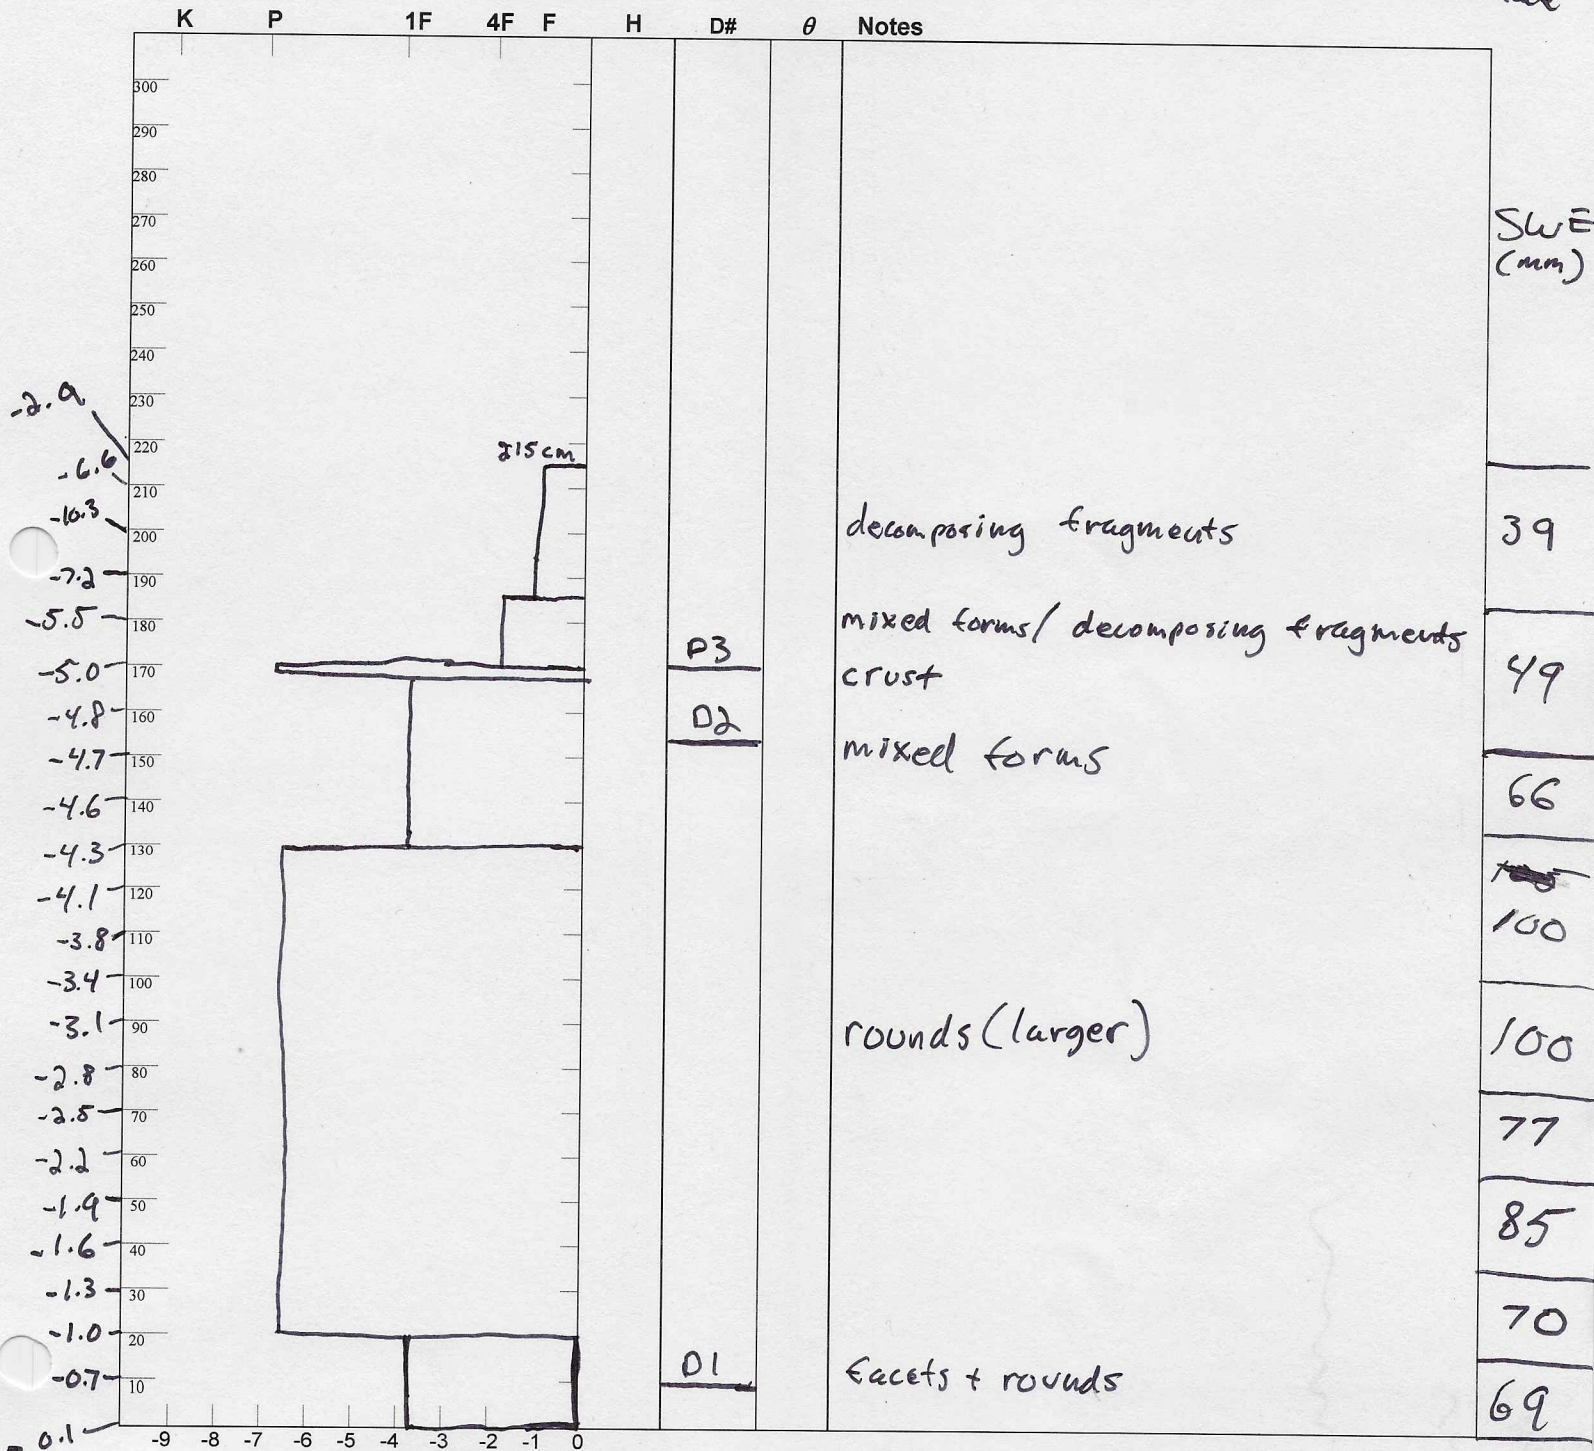 K P 1F 4F F H D# θ Notes
300
290
280
270
SWE
260
(mm)
250
240
-2.9 230
220
215cm
-6.6
210
-10.3
200 decomposing fragments 39
-7.2 190
-5.5 180 mixed forms/ decomposing fragments
D3
-5.0 170 crust 49
-4.8 160 D2
-4.7 150 mixed forms
-4.6 140 66
-4.3 130
-4.1 120
-3.8 110 100
-3.4 100
-3.1 90 rounds (larger) 100
-2.8 80
-2.5 70
77
-2.2 60
-1.9 50
85
-1.6 40
-1.3 30
-1.0 20 70
D1
-0.7 10 facets + rounds
69
-0.1
-9 -8 -7 -6 -5 -4 -3 -2 -1 0